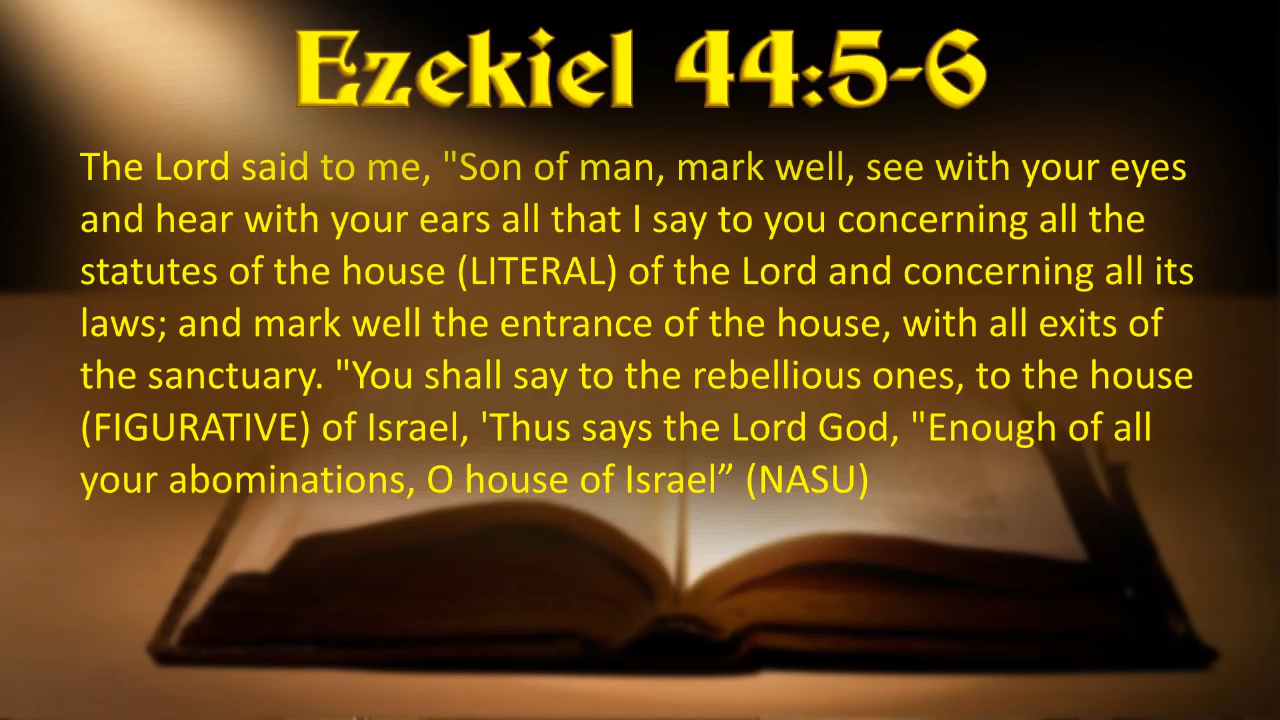 Ezekiel 44:5-6
The Lord said to me, "Son of man, mark well, see with your eyes
and hear with your ears all that I say to you concerning all the
statutes of the house (LITERAL) of the Lord and concerning all its
laws; and mark well the entrance of the house, with all exits of
the sanctuary. "You shall say to the rebellious ones, to the house
(FIGURATIVE) of Israel, 'Thus says the Lord God, "Enough of all
your abominations, O house of Israel” (NASU)